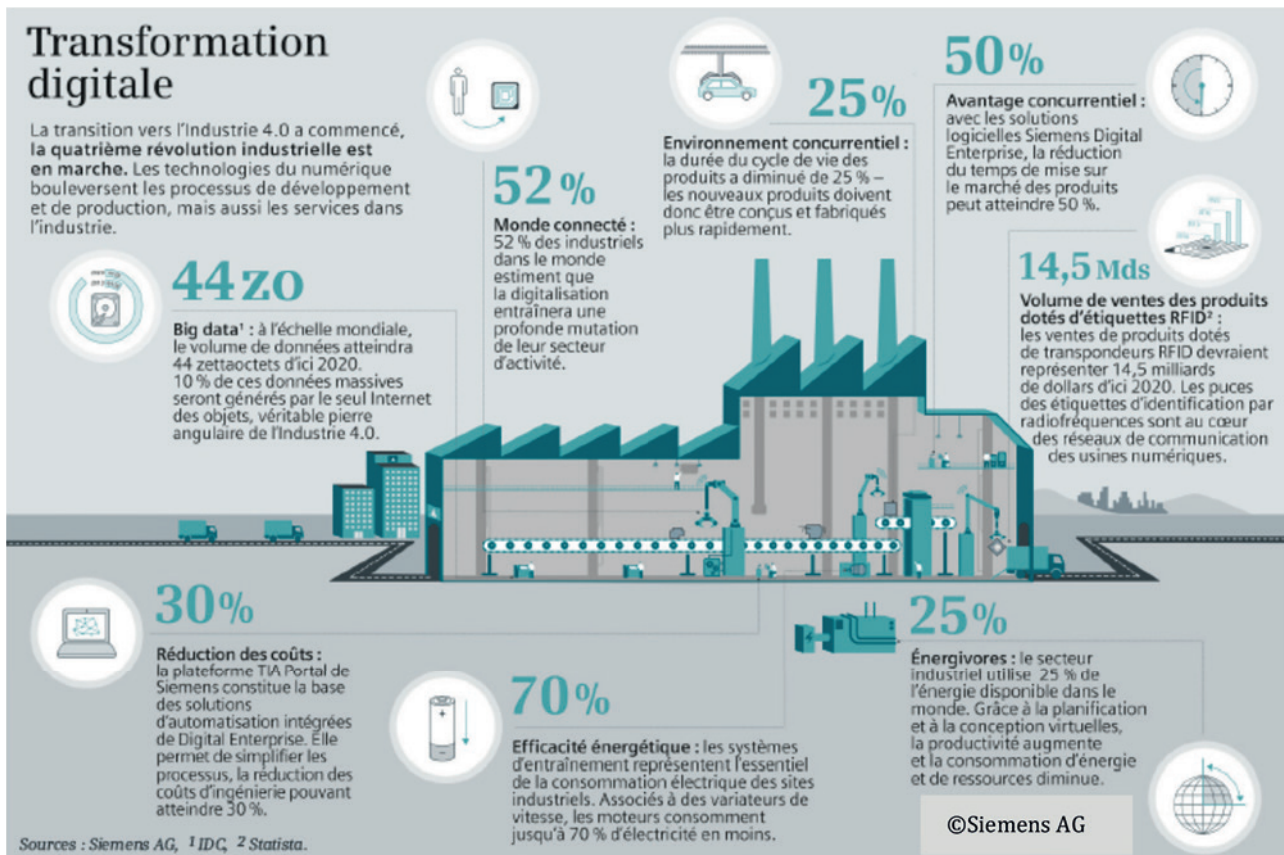 Transformation
digitale
La transition vers l'Industrie 4.0 a commencé,
la quatrième révolution industrielle est
en marche. Les technologies du numérique
bouleversent les processus de développement
et de production, mais aussi les services dans
l'industrie.
44 ZO
Big data¹ : à l'échelle mondiale,
le volume de données atteindra
44 zettaoctets d'ici 2020.
10 % de ces données massives
seront générés par le seul Internet
des objets, véritable pierre
angulaire de l'Industrie 4.0.
52 %
Monde connecté :
52 % des industriels
dans le monde
estiment que
la digitalisation
entraînera une
profonde mutation
de leur secteur
d'activité.
25%
Environnement concurrentiel :
la durée du cycle de vie des
produits a diminué de 25 % –
les nouveaux produits doivent
donc être conçus et fabriqués
plus rapidement.
50%
Avantage concurrentiel :
avec les solutions
logicielles Siemens Digital
Enterprise, la réduction
du temps de mise sur
le marché des produits
peut atteindre 50 %.
14,5 Mds
Volume de ventes des produits
dotés d'étiquettes RFID² :
les ventes de produits dotés
de transpondeurs RFID devraient
représenter 14,5 milliards
de dollars d'ici 2020. Les puces
des étiquettes d'identification par
radiofréquences sont au cœur
des réseaux de communication
des usines numériques.
30%
Réduction des coûts :
la plateforme TIA Portal de
Siemens constitue la base
des solutions
d'automatisation intégrées
de Digital Enterprise. Elle
permet de simplifier les
processus, la réduction des
coûts d'ingénierie pouvant
atteindre 30 %.
70%
Efficacité énergétique : les systèmes
d'entraînement représentent l'essentiel
de la consommation électrique des sites
industriels. Associés à des variateurs de
vitesse, les moteurs consomment
jusqu'à 70 % d'électricité en moins.
25%
Énergivores : le secteur
industriel utilise 25 % de
l'énergie disponible dans le
monde. Grâce à la planification
et à la conception virtuelles,
la productivité augmente
et la consommation d'énergie
et de ressources diminue.
©Siemens AG
Sources : Siemens AG, ¹ IDC, ² Statista.